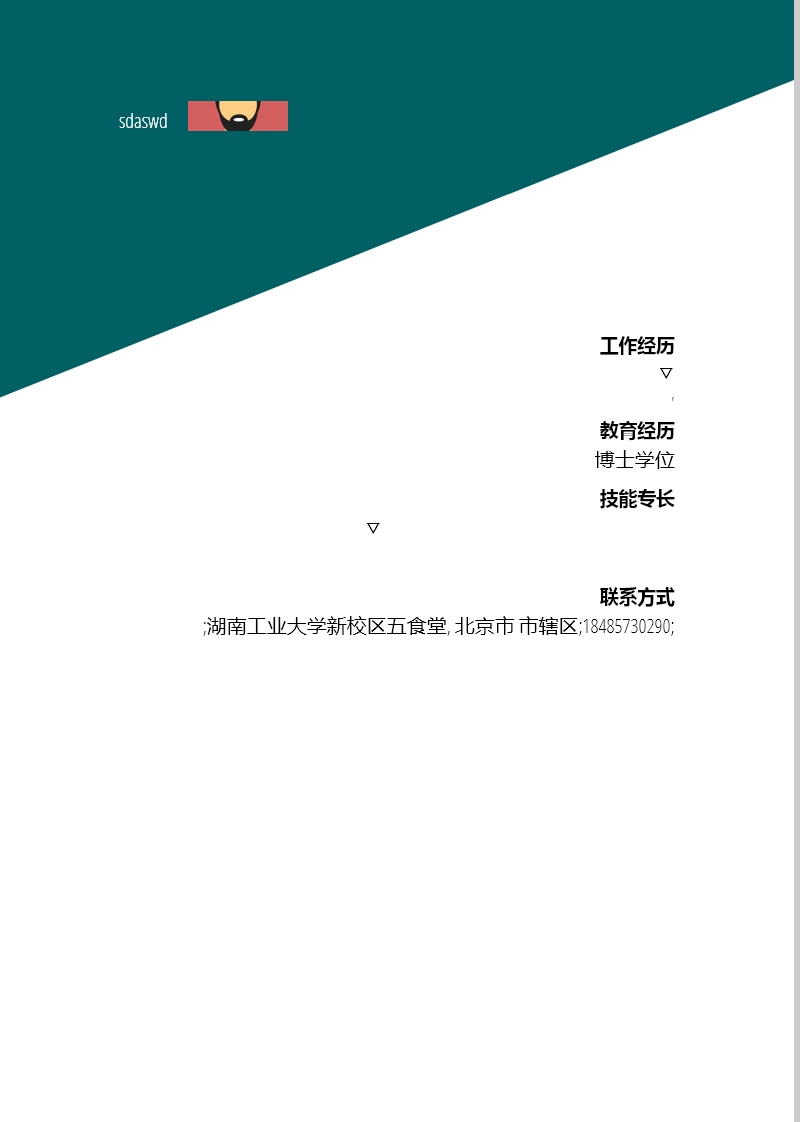 sdaswd
工作经历
▽
,
教育经历
博士学位
技能专长
▽
联系方式
;湖南工业大学新校区五食堂, 北京市 市辖区;18485730290;